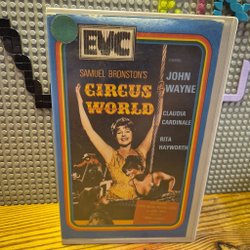 EVC
SAMUEL BRONSTON'S
CIRCUS
WORLD
JOHN
WAYNE
CLAUDIA
CARDINALE
RITA
HAYWORTH